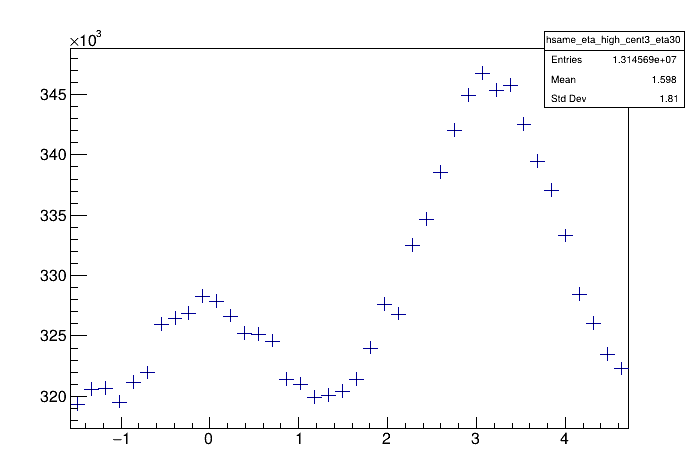 ×10³
hsame_eta_high_cent3_eta30
Entries 1.314569e+07
Mean 1.598
Std Dev 1.81
345
340
335
330
325
320
−1 0 1 2 3 4